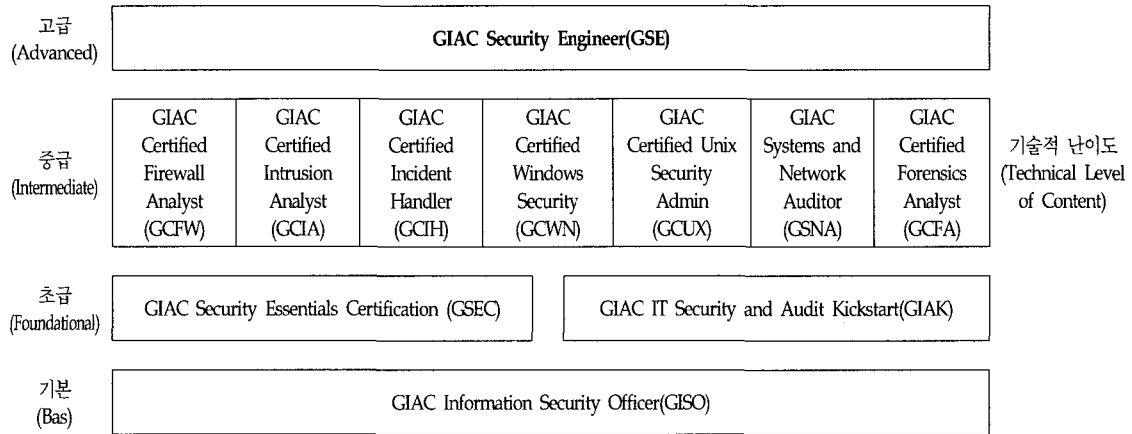 고급
(Advanced)
GIAC Security Engineer(GSE)
중급
(Intermediate)
GIAC
Certified
Firewall
Analyst
(GCFW)
GIAC
Certified
Intrusion
Analyst
(GCIA)
GIAC
Certified
Incident
Handler
(GCIH)
GIAC
Certified
Windows
Security
(GCWN)
GIAC
Certified Unix
Security
Admin
(GCUX)
GIAC
Systems and
Network
Auditor
(GSNA)
GIAC
Certified
Forensics
Analyst
(GCFA)
기술적 난이도
(Technical Level
of Content)
초급
(Foundational)
GIAC Security Essentials Certification (GSEC)
GIAC IT Security and Audit Kickstart(GIAK)
기본
(Bas)
GIAC Information Security Officer(GISO)